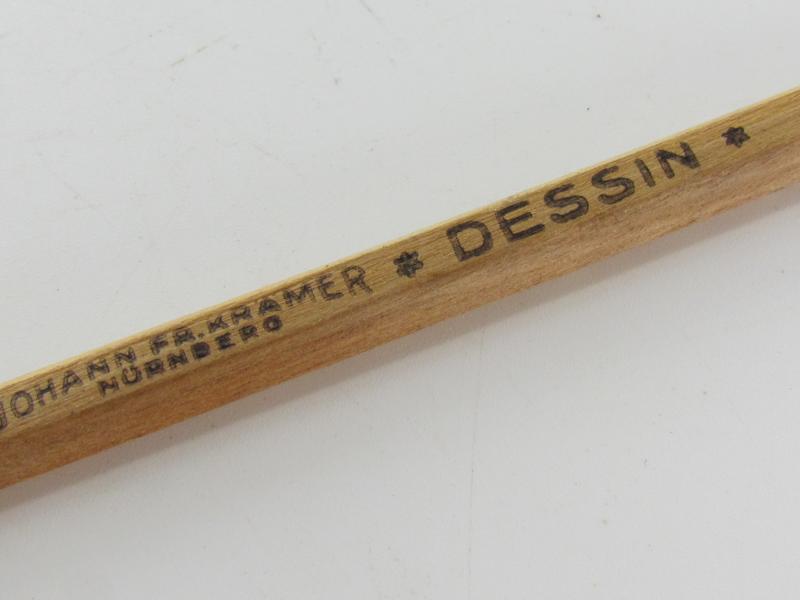 JOHANN FR. KRAMER * DESSIN *
NÜRNBERG